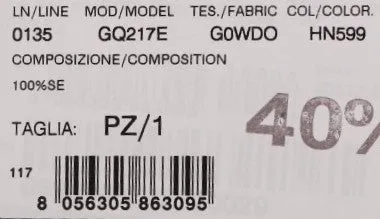 LN/LINE MOD/MODEL TES./FABRIC COL/COLOR.
0135 GQ217E G0WDO HN599
COMPOSIZIONE/COMPOSITION
100%SE
TAGLIA: PZ/1
40%
117
8 056305 863095